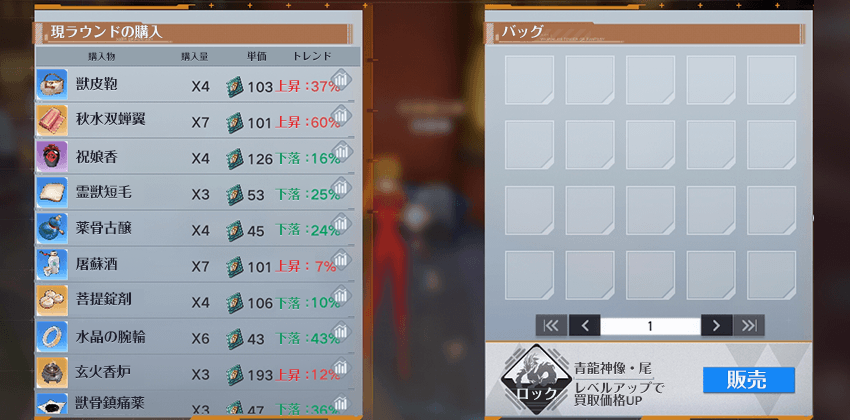 現ラウンドの購入
購入物 購入量 単価 トレンド
獣皮鞄 X4 103 上昇：37%
秋水双蝉翼 X7 101 上昇：60%
祝娘香 X4 126 下落：16%
霊獣短毛 X3 53 下落：25%
薬骨古醸 X4 45 下落：24%
屠蘇酒 X7 101 上昇：7%
菩提錠剤 X4 106 下落：10%
水晶の腕輪 X6 43 下落：43%
玄火香炉 X3 193 上昇：12%
獣骨鎮痛薬 X3 47 下落：36%
バッグ
1
ロック
青龍神像・尾
レベルアップで
買取価格UP
販売